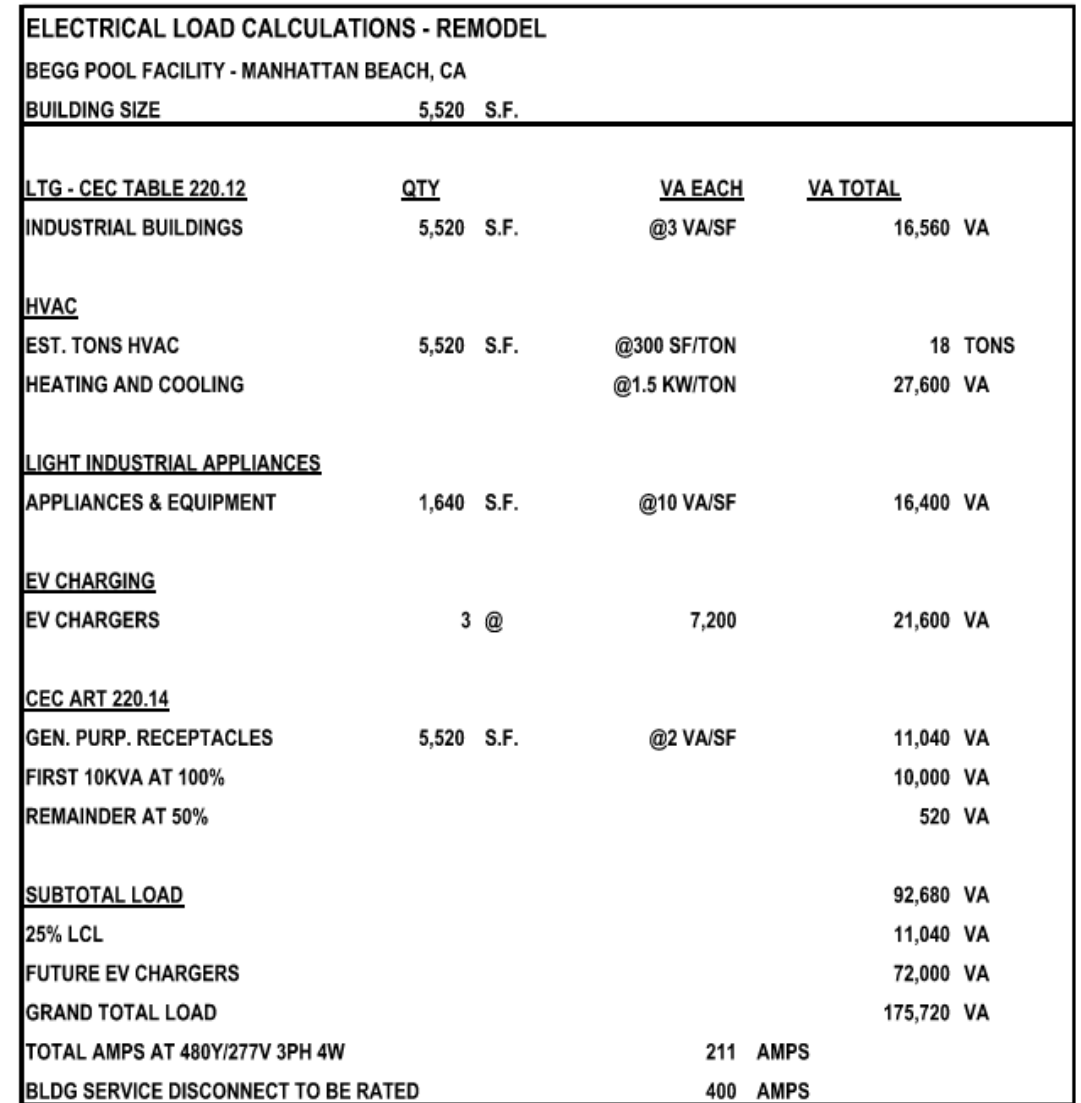 ELECTRICAL LOAD CALCULATIONS - REMODEL
BEGG POOL FACILITY - MANHATTAN BEACH, CA
BUILDING SIZE 5,520 S.F.
LTG - CEC TABLE 220.12 QTY VA EACH VA TOTAL
INDUSTRIAL BUILDINGS 5,520 S.F. @3 VA/SF 16,560 VA
HVAC
EST. TONS HVAC 5,520 S.F. @300 SF/TON 18 TONS
HEATING AND COOLING @1.5 KW/TON 27,600 VA
LIGHT INDUSTRIAL APPLIANCES
APPLIANCES & EQUIPMENT 1,640 S.F. @10 VA/SF 16,400 VA
EV CHARGING
EV CHARGERS 3 @ 7,200 21,600 VA
CEC ART 220.14
GEN. PURP. RECEPTACLES 5,520 S.F. @2 VA/SF 11,040 VA
FIRST 10KVA AT 100% 10,000 VA
REMAINDER AT 50% 520 VA
SUBTOTAL LOAD 92,680 VA
25% LCL 11,040 VA
FUTURE EV CHARGERS 72,000 VA
GRAND TOTAL LOAD 175,720 VA
TOTAL AMPS AT 480Y/277V 3PH 4W 211 AMPS
BLDG SERVICE DISCONNECT TO BE RATED 400 AMPS